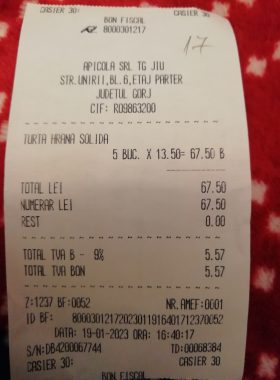 CASIER 30: CASIER 30
BON FISCAL
8000301217
17
APICOLA SRL TG JIU
STR.UNIRII,BL.6,ETAJ PARTER
JUDETUL GORJ
CIF: RO9863200
TURTA HRANA SOLIDA
5 BUC. X 13.50= 67.50 B
TOTAL LEI 67.50
NUMERAR LEI 67.50
REST 0.00
TOTAL TVA B - 9% 5.57
TOTAL TVA BON 5.57
Z:1237 BF:0052 NR.AMEF:0001
ID BF: 80003012172023011916401712370052
DATA: 19-01-2023 ORA: 16:40:17
S/N:DB4200067744 TD:00068384
CASIER 30: CASIER 30
BON FISCAL